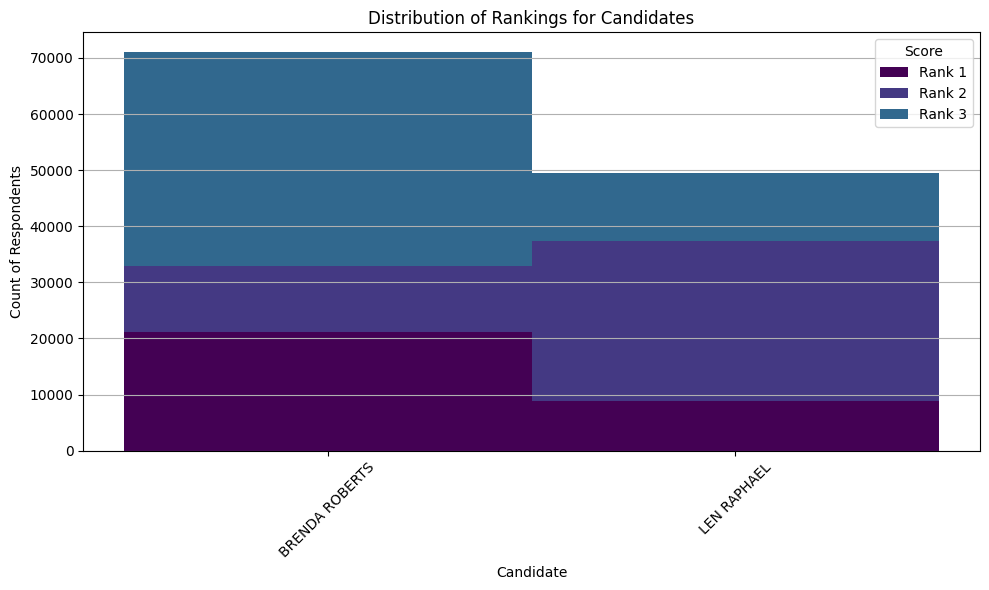 Distribution of Rankings for Candidates
Score
Rank 1
Rank 2
Rank 3
Count of Respondents
70000
60000
50000
40000
30000
20000
10000
0
BRENDA ROBERTS
LEN RAPHAEL
Candidate